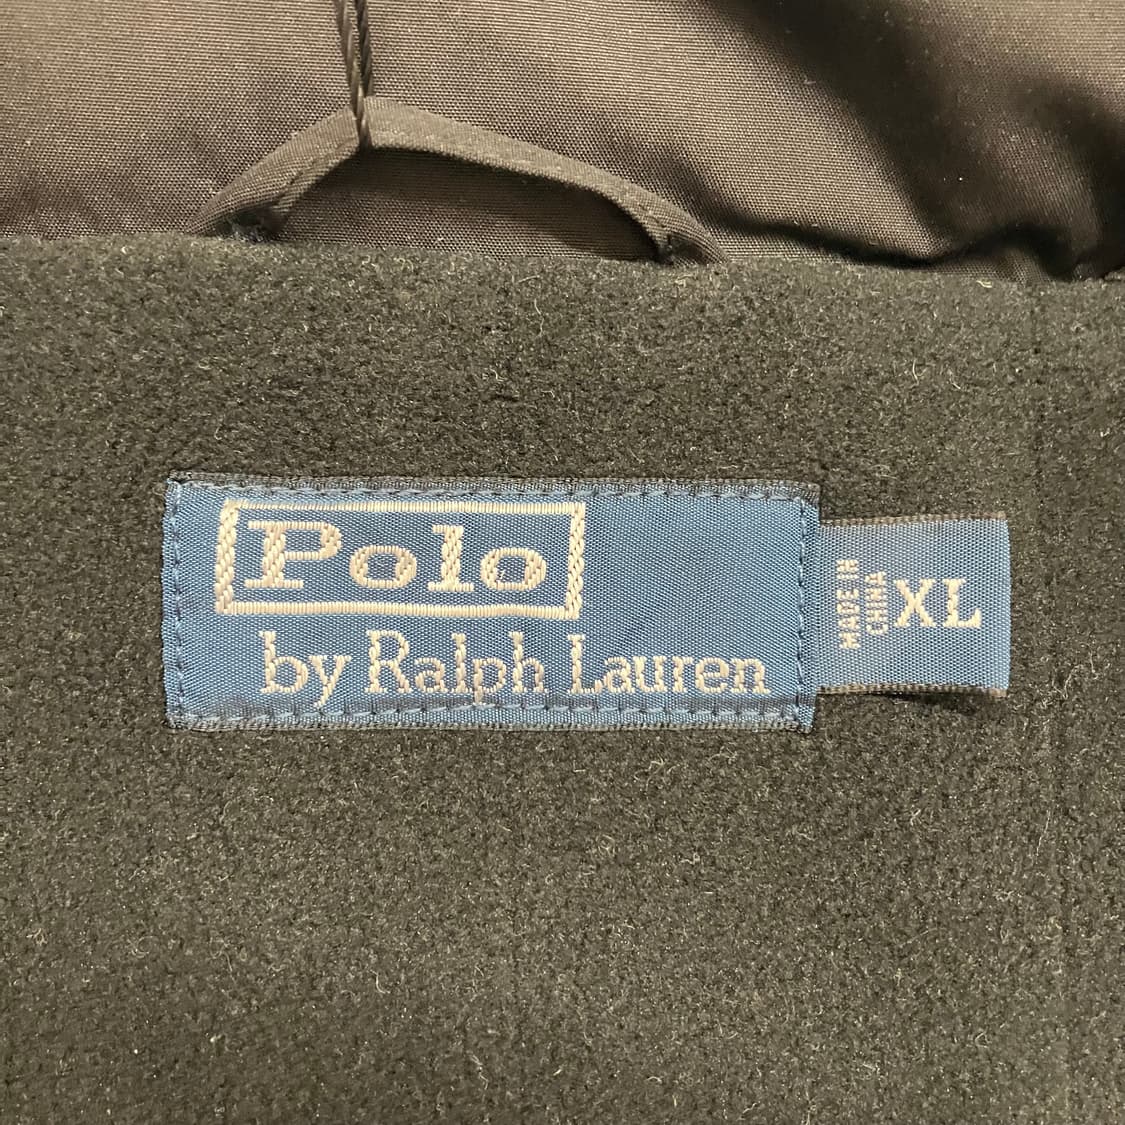 Polo
by Ralph Lauren
MADE IN
CHINA
XL